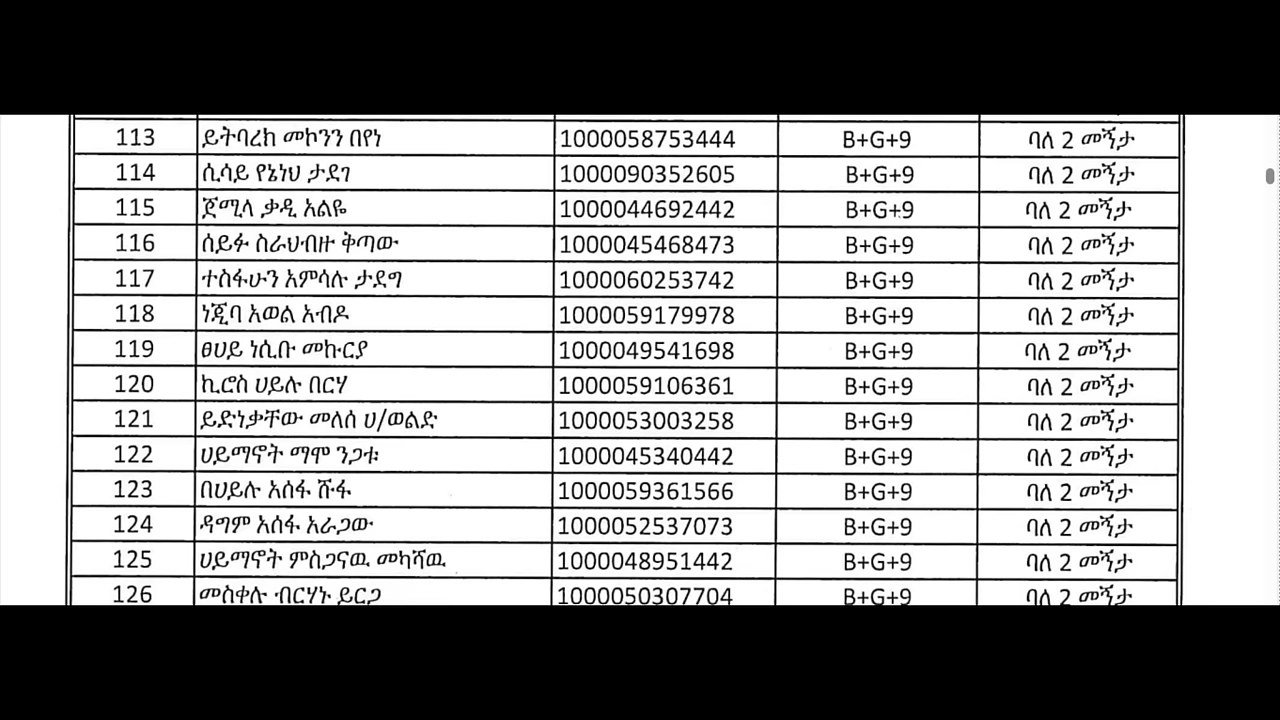 113 ይትባረክ መኮንን በየነ 1000058753444 B+G+9 ባለ 2 መኝታ
114 ሲሳይ የኔነህ ታደገ 1000090352605 B+G+9 ባለ 2 መኝታ
115 ጀሚላ ቃዲ አልዬ 1000044692442 B+G+9 ባለ 2 መኝታ
116 ሰይፉ ስራህብዙ ቅጣው 1000045468473 B+G+9 ባለ 2 መኝታ
117 ተስፋሁን አምሳሉ ታደግ 1000060253742 B+G+9 ባለ 2 መኝታ
118 ነጂባ አወል አብዶ 1000059179978 B+G+9 ባለ 2 መኝታ
119 ፀሀይ ነሲቡ መኩርያ 1000049541698 B+G+9 ባለ 2 መኝታ
120 ኪሮስ ሀይሉ በርሃ 1000059106361 B+G+9 ባለ 2 መኝታ
121 ይድነቃቸው መለሰ ሀ/ወልድ 1000053003258 B+G+9 ባለ 2 መኝታ
122 ሀይማኖት ማሞ ንጋቱ 1000045340442 B+G+9 ባለ 2 መኝታ
123 በሀይሉ አሰፋ ሹፋ 1000059361566 B+G+9 ባለ 2 መኝታ
124 ዳግም አሰፋ አራጋው 1000052537073 B+G+9 ባለ 2 መኝታ
125 ሀይማኖት ምስጋናዉ መካሻዉ 1000048951442 B+G+9 ባለ 2 መኝታ
126 መስቀሉ ብርሃኑ ይርጋ 1000050307704 B+G+9 ባለ 2 መኝታ